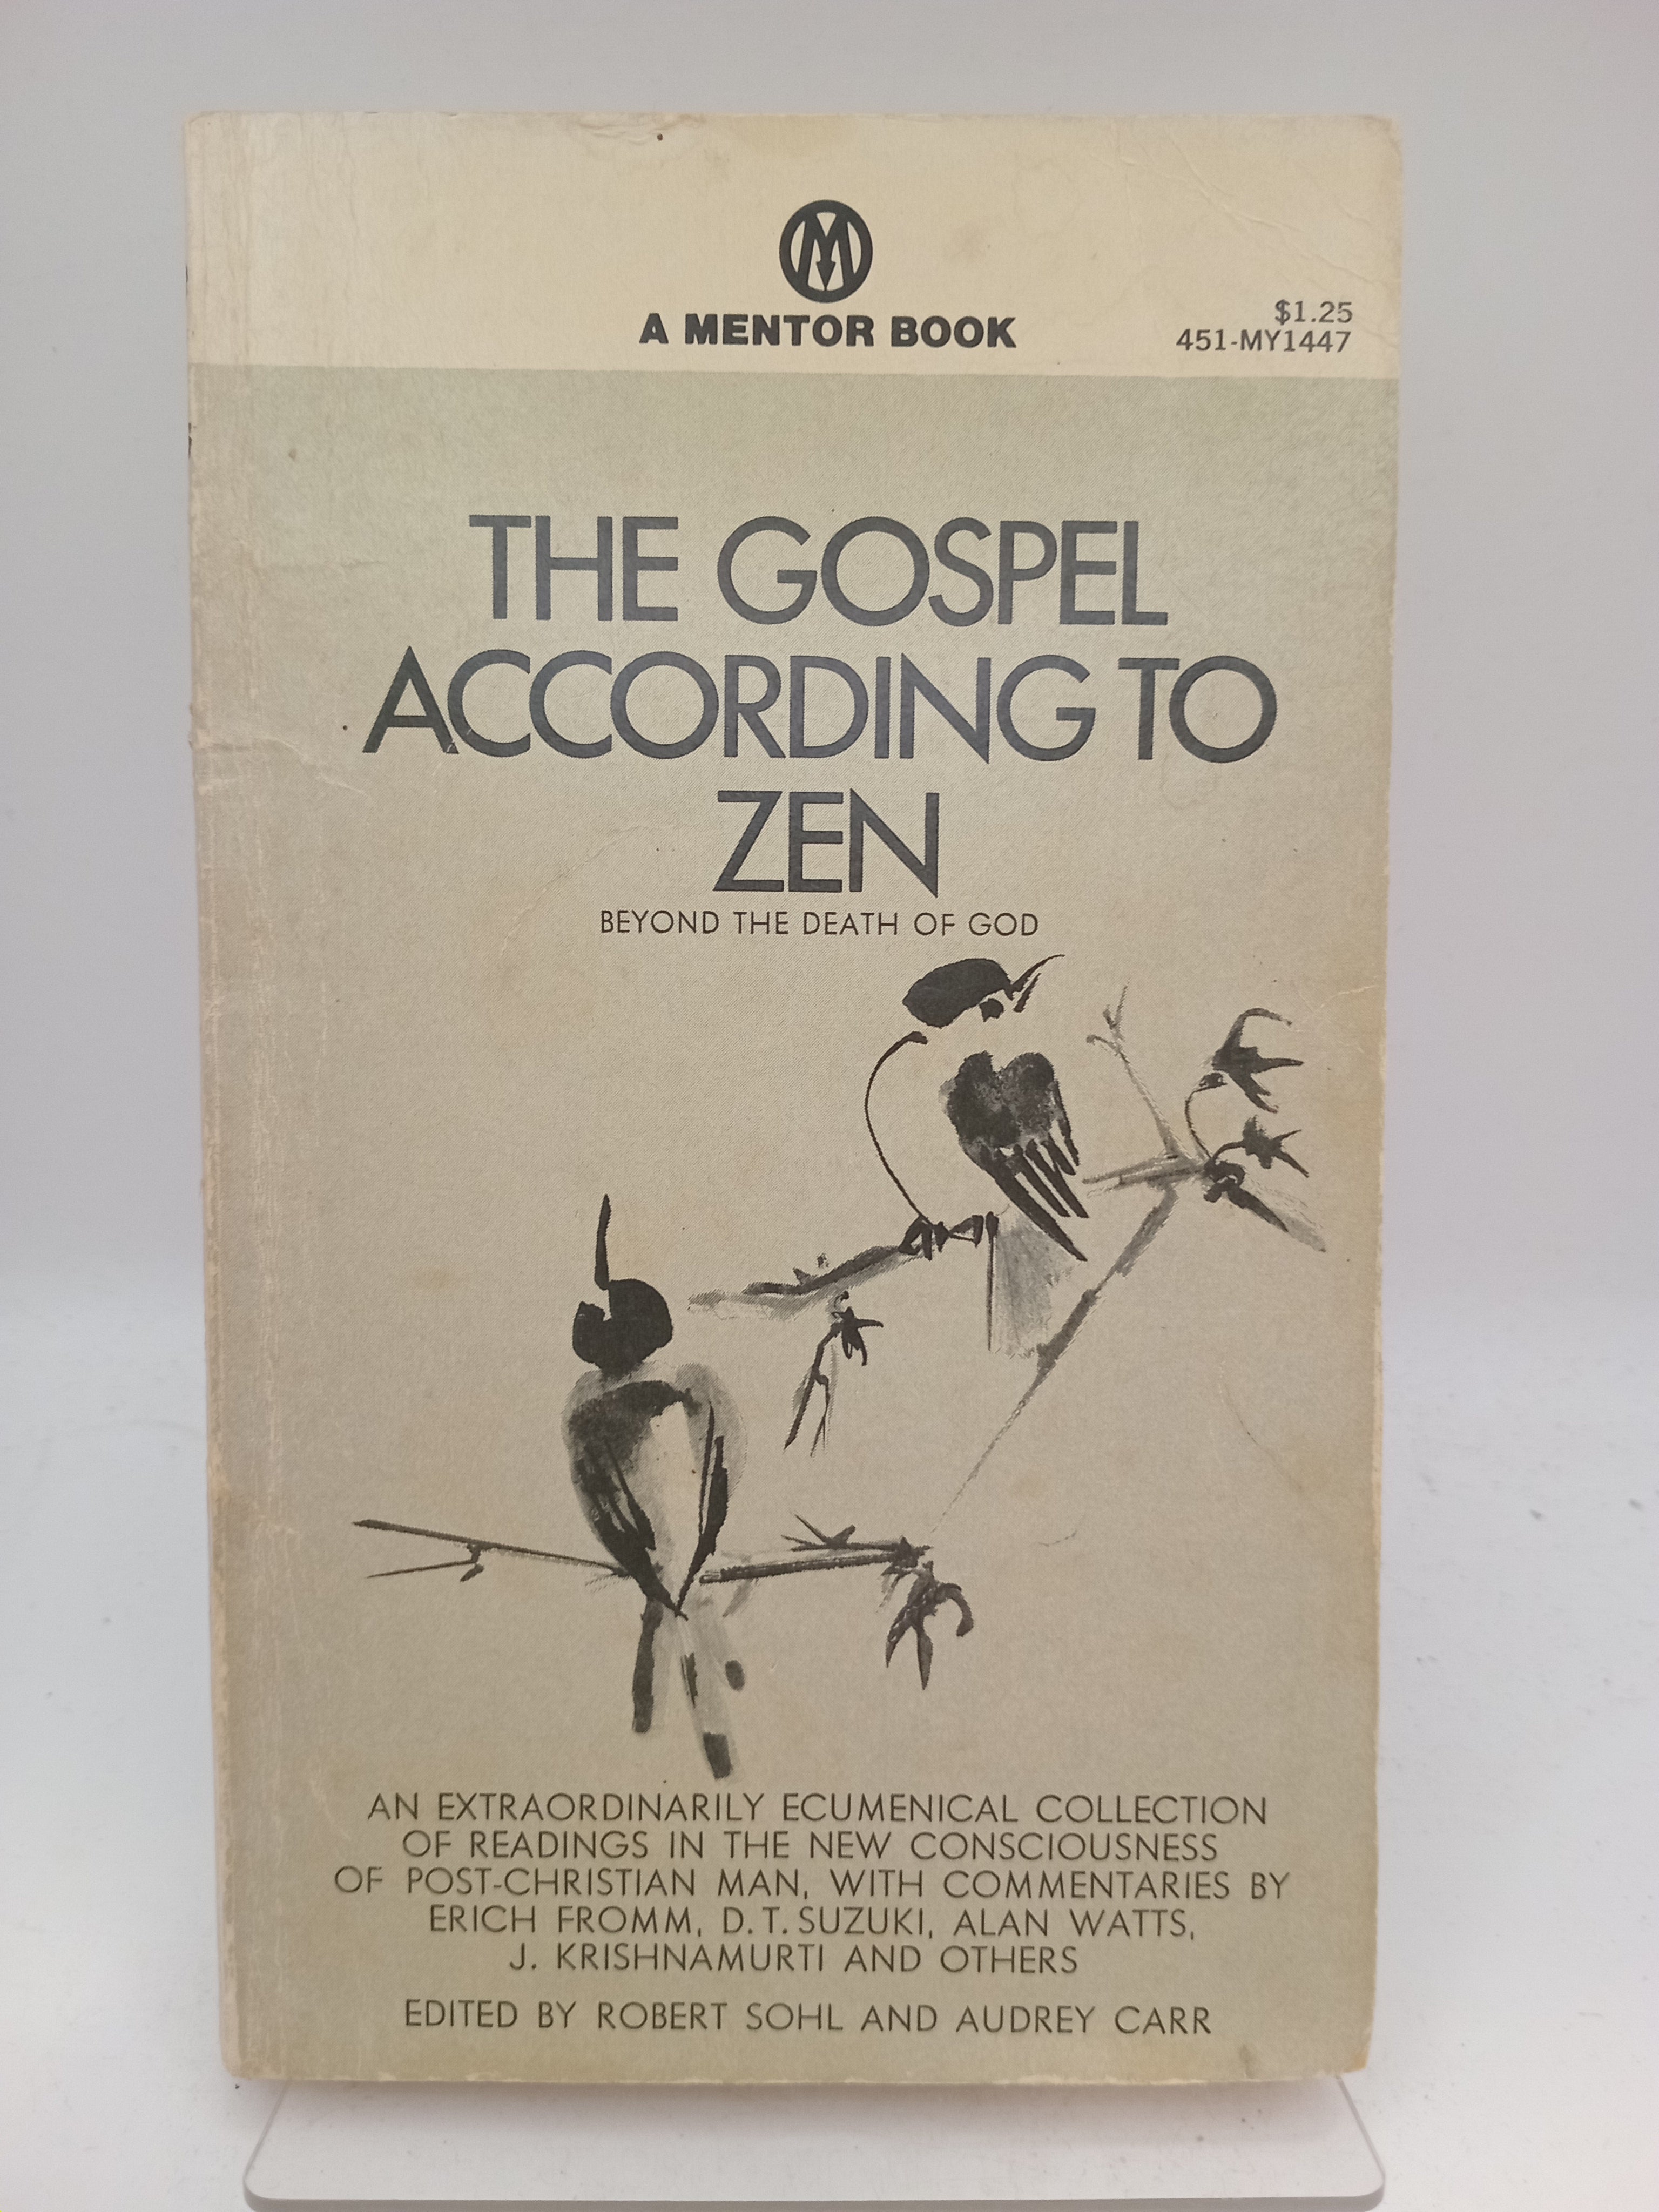 M
A MENTOR BOOK
$1.25
451-MY1447
THE GOSPEL
ACCORDING TO
ZEN
BEYOND THE DEATH OF GOD
AN EXTRAORDINARILY ECUMENICAL COLLECTION
OF READINGS IN THE NEW CONSCIOUSNESS
OF POST-CHRISTIAN MAN, WITH COMMENTARIES BY
ERICH FROMM, D.T. SUZUKI, ALAN WATTS,
J. KRISHNAMURTI AND OTHERS
EDITED BY ROBERT SOHL AND AUDREY CARR